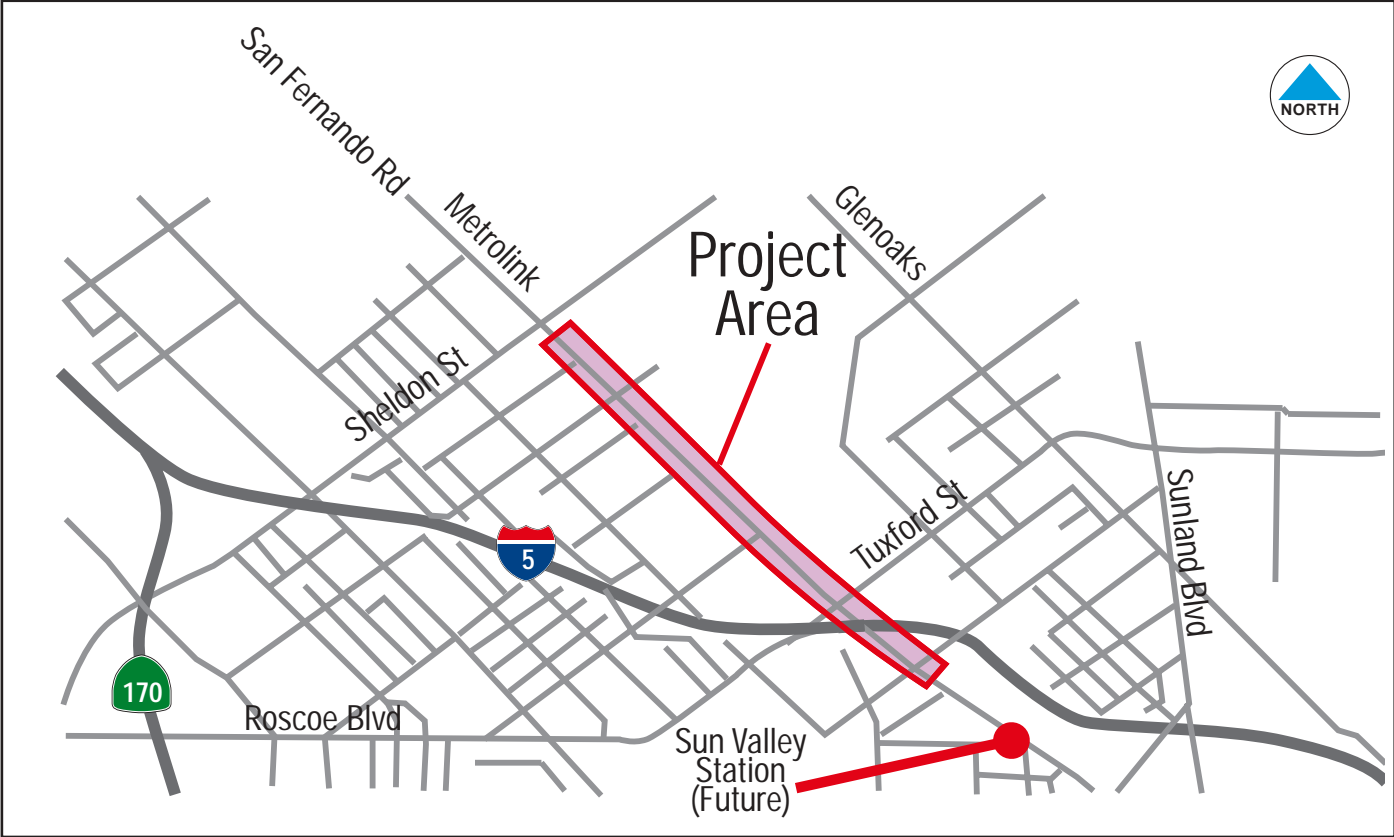 San Fernando Rd
NORTH
Metrolink
Glenoaks
Project
Area
Sheldon St
Tuxford St
Sunland Blvd
5
170
Roscoe Blvd
Sun Valley
Station
(Future)